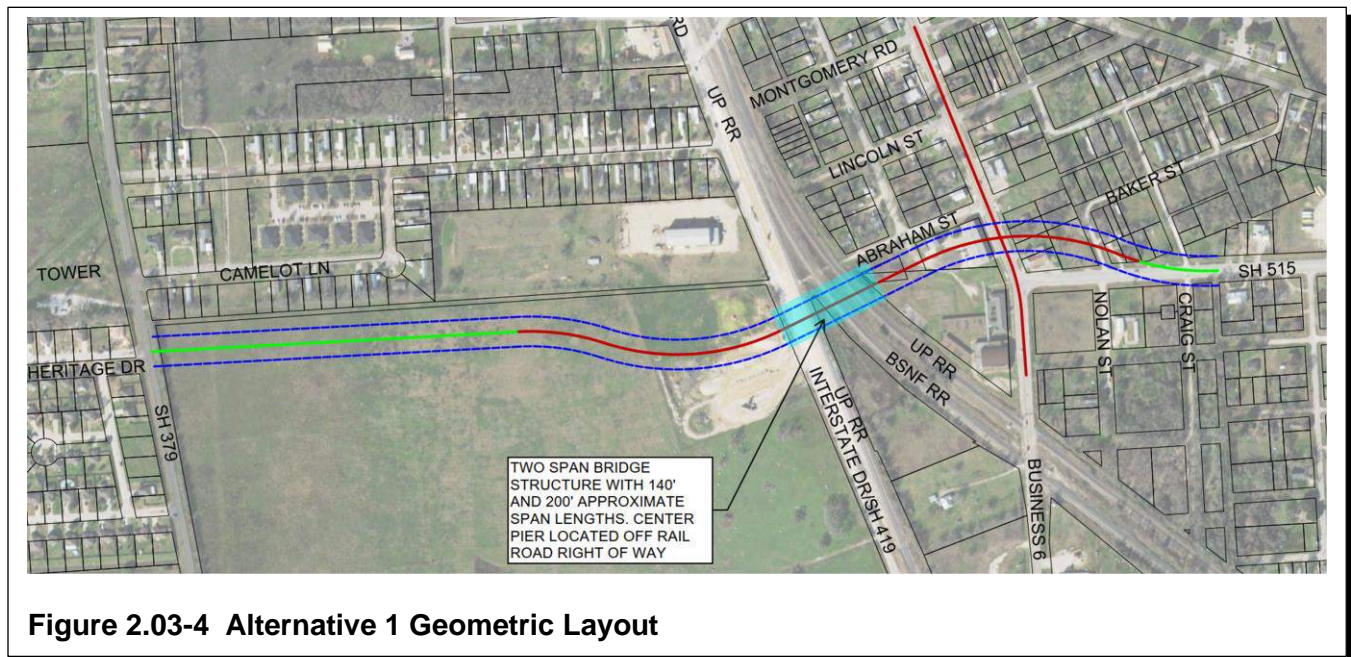 RD
UP RR
MONTGOMERY RD
LINCOLN ST
BAKER ST
ABRAHAM ST
TOWER
CAMELOT LN
SH 515
HERITAGE DR
SH 379
NOLAN ST
CRAIG ST
UP RR
BSNF RR
UP RR
INTERSTATE DR/SH 419
BUSINESS 6
TWO SPAN BRIDGE
STRUCTURE WITH 140'
AND 200' APPROXIMATE
SPAN LENGTHS. CENTER
PIER LOCATED OFF RAIL
ROAD RIGHT OF WAY
Figure 2.03-4 Alternative 1 Geometric Layout